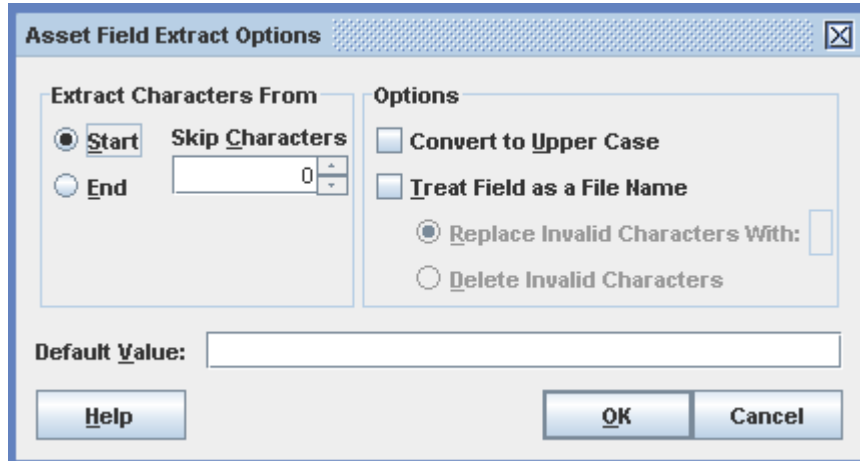 Asset Field Extract Options
Extract Characters From
Start
Skip Characters
0
End
Options
Convert to Upper Case
Treat Field as a File Name
Replace Invalid Characters With:
Delete Invalid Characters
Default Value:
Help
OK
Cancel